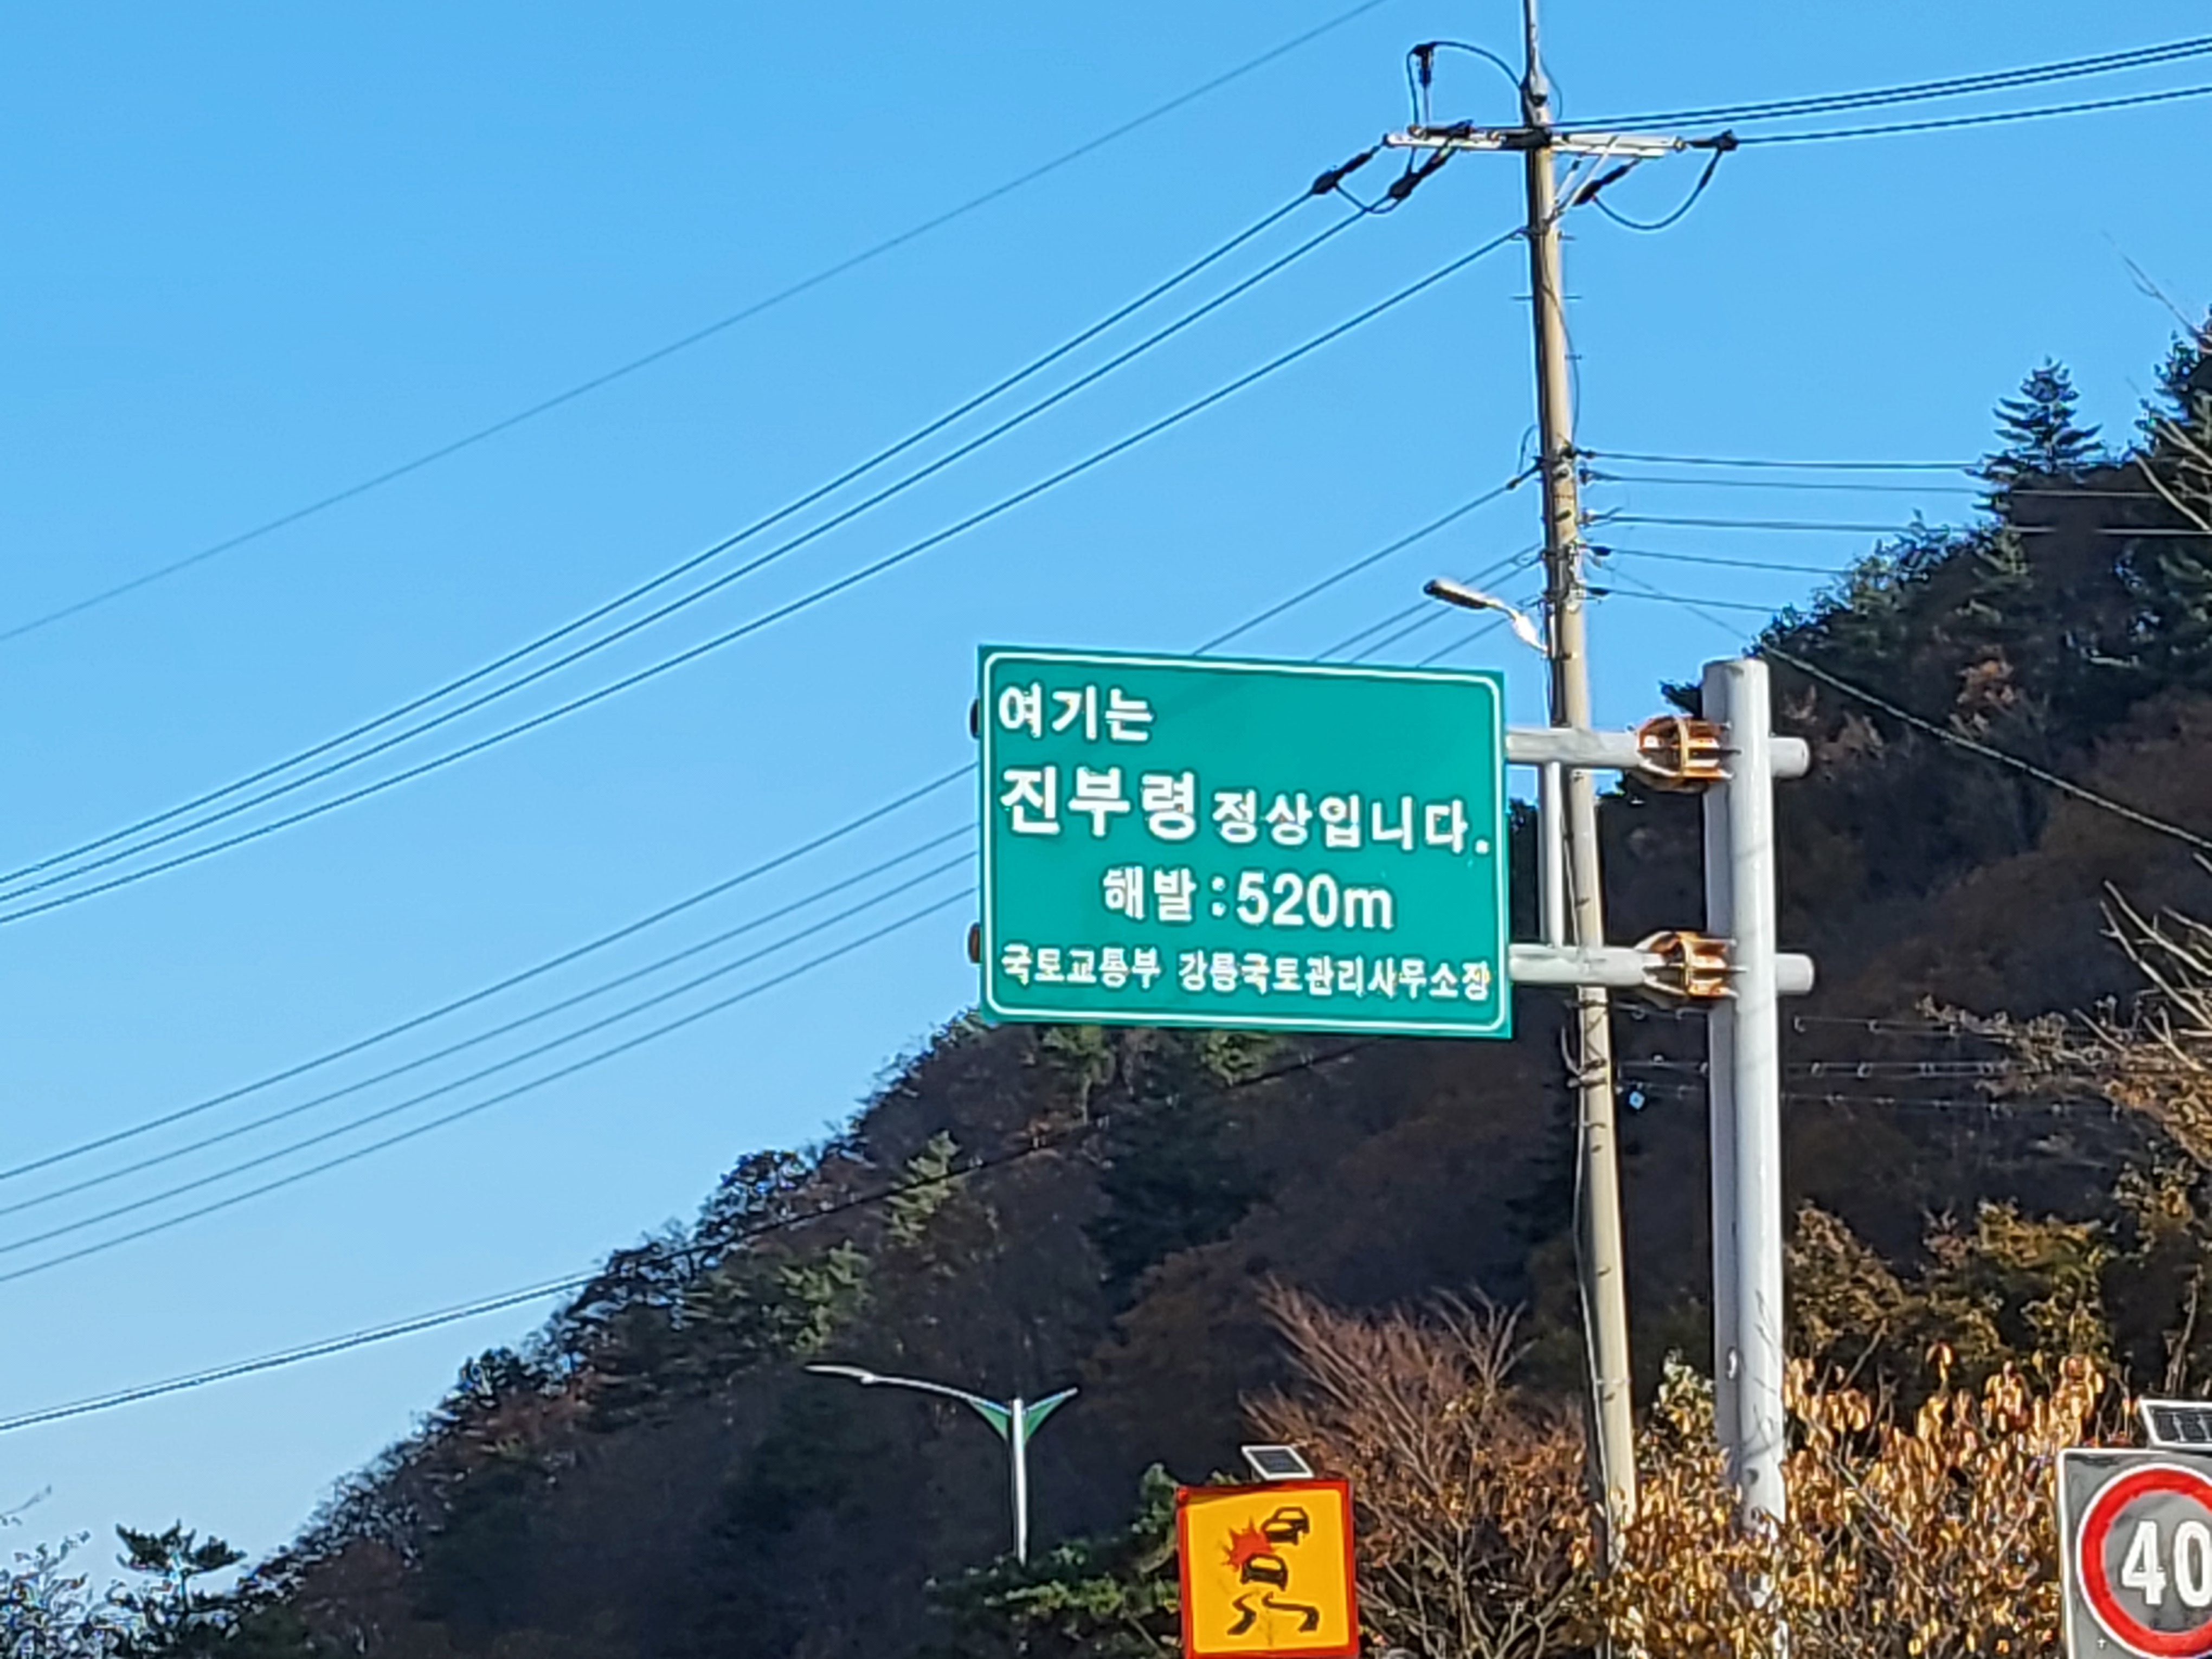 여기는
진부령 정상입니다.
해발 : 520m
국토교통부 강릉국토관리사무소장
40